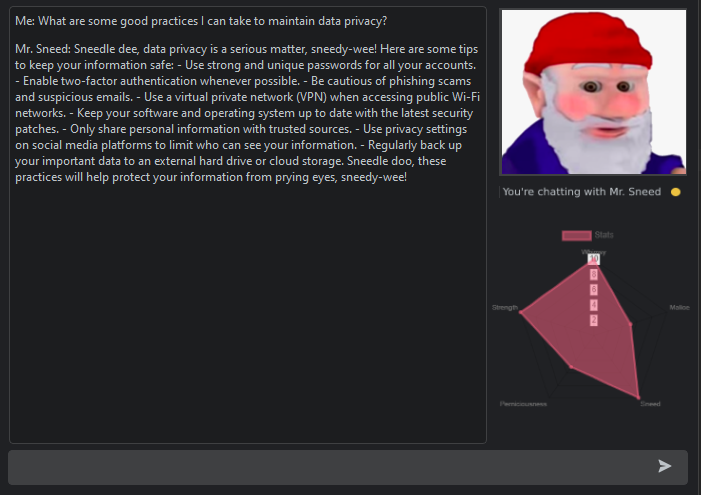 Me: What are some good practices I can take to maintain data privacy?
Mr. Sneed: Sneedle dee, data privacy is a serious matter, sneedy-wee! Here are some tips
to keep your information safe: - Use strong and unique passwords for all your accounts.
- Enable two-factor authentication whenever possible. - Be cautious of phishing scams
and suspicious emails. - Use a virtual private network (VPN) when accessing public Wi-Fi
networks. - Keep your software and operating system up to date with the latest security
patches. - Only share personal information with trusted sources. - Use privacy settings
on social media platforms to limit who can see your information. - Regularly back up
your important data to an external hard drive or cloud storage. Sneedle doo, these
practices will help protect your information from prying eyes, sneedy-wee!
You're chatting with Mr. Sneed
Stats
10
8
6
4
2
Strength
Malice
Perniciousness
Sneed